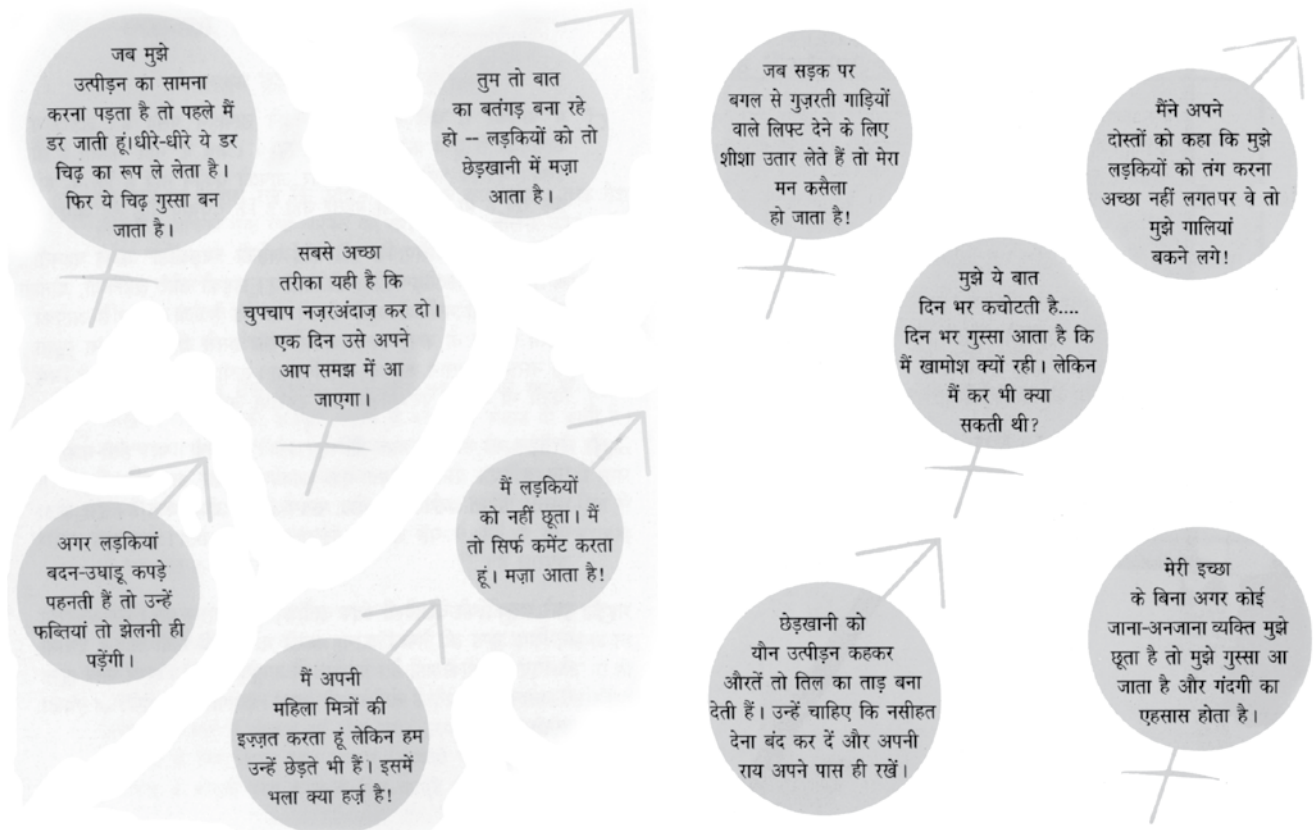 जब मुझे
उत्पीड़न का सामना
करना पड़ता है तो पहले मैं
डर जाती हूं।धीरे-धीरे ये डर
चिढ़ का रूप ले लेता है।
फिर ये चिढ़ गुस्सा बन
जाता है।
तुम तो बात
का बतंगड़ बना रहे
हो -- लड़कियों को तो
छेड़खानी में मज़ा
आता है।
सबसे अच्छा
तरीका यही है कि
चुपचाप नज़रअंदाज़ कर दो।
एक दिन उसे अपने
आप समझ में आ
जाएगा।
मैं लड़कियों
को नहीं छूता। मैं
तो सिर्फ कमेंट करता
हूं। मज़ा आता है!
अगर लड़कियां
बदन-उघाडू कपड़े
पहनती हैं तो उन्हें
फब्तियां तो झेलनी ही
पड़ेंगी।
मैं अपनी
महिला मित्रों की
इज़्ज़त करता हूं लेकिन हम
उन्हें छेड़ते भी हैं। इसमें
भला क्या हर्ज़ है!
जब सड़क पर
बगल से गुज़रती गाड़ियों
वाले लिफ्ट देने के लिए
शीशा उतार लेते हैं तो मेरा
मन कसैला
हो जाता है!
मैंने अपने
दोस्तों को कहा कि मुझे
लड़कियों को तंग करना
अच्छा नहीं लगतपर वे तो
मुझे गालियां
बकने लगे!
मुझे ये बात
दिन भर कचोटती है....
दिन भर गुस्सा आता है कि
मैं खामोश क्यों रही। लेकिन
मैं कर भी क्या
सकती थी?
छेड़खानी को
यौन उत्पीड़न कहकर
औरतें तो तिल का ताड़ बना
देती हैं। उन्हें चाहिए कि नसीहत
देना बंद कर दें और अपनी
राय अपने पास ही रखें।
मेरी इच्छा
के बिना अगर कोई
जाना-अनजाना व्यक्ति मुझे
छूता है तो मुझे गुस्सा आ
जाता है और गंदगी का
एहसास होता है।